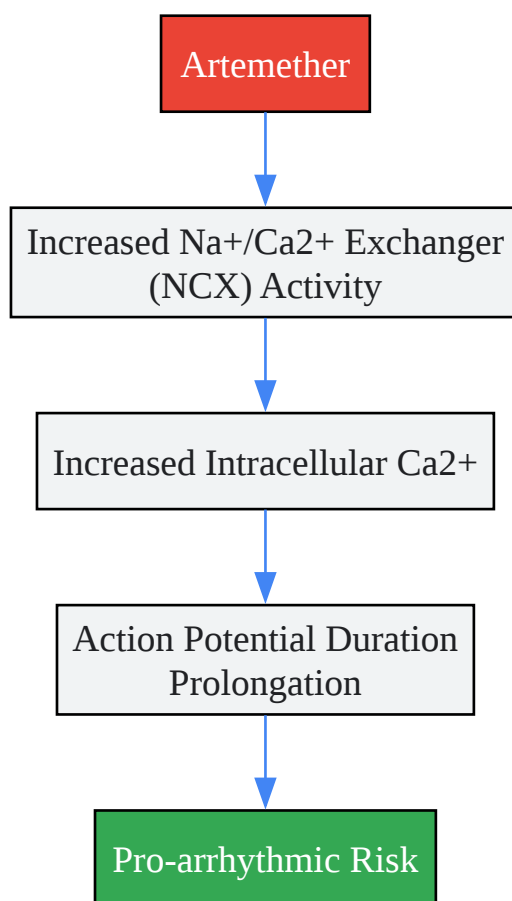 Artemether
Increased Na+/Ca2+ Exchanger
(NCX) Activity
Increased Intracellular Ca2+
Action Potential Duration
Prolongation
Pro-arrhythmic Risk